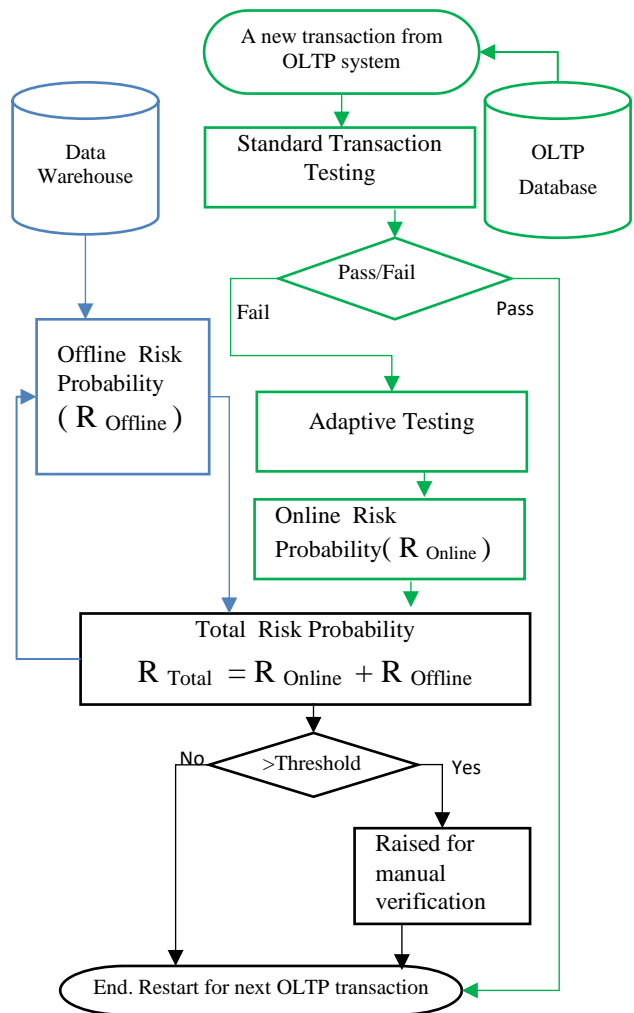 A new transaction from
OLTP system
Data
Warehouse
Standard Transaction
Testing
OLTP
Database
Pass/Fail
Fail
Pass
Offline Risk
Probability
( R Offline )
Adaptive Testing
Online Risk
Probability( R Online )
Total Risk Probability
R Total = R Online + R Offline
No
>Threshold
Yes
Raised for
manual
verification
End. Restart for next OLTP transaction